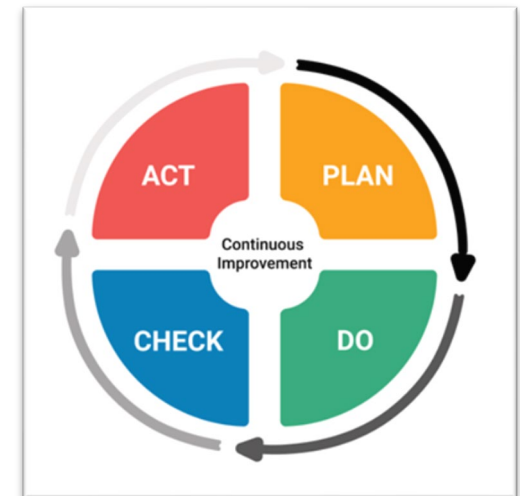 ACT
PLAN
Continuous
Improvement
CHECK
DO